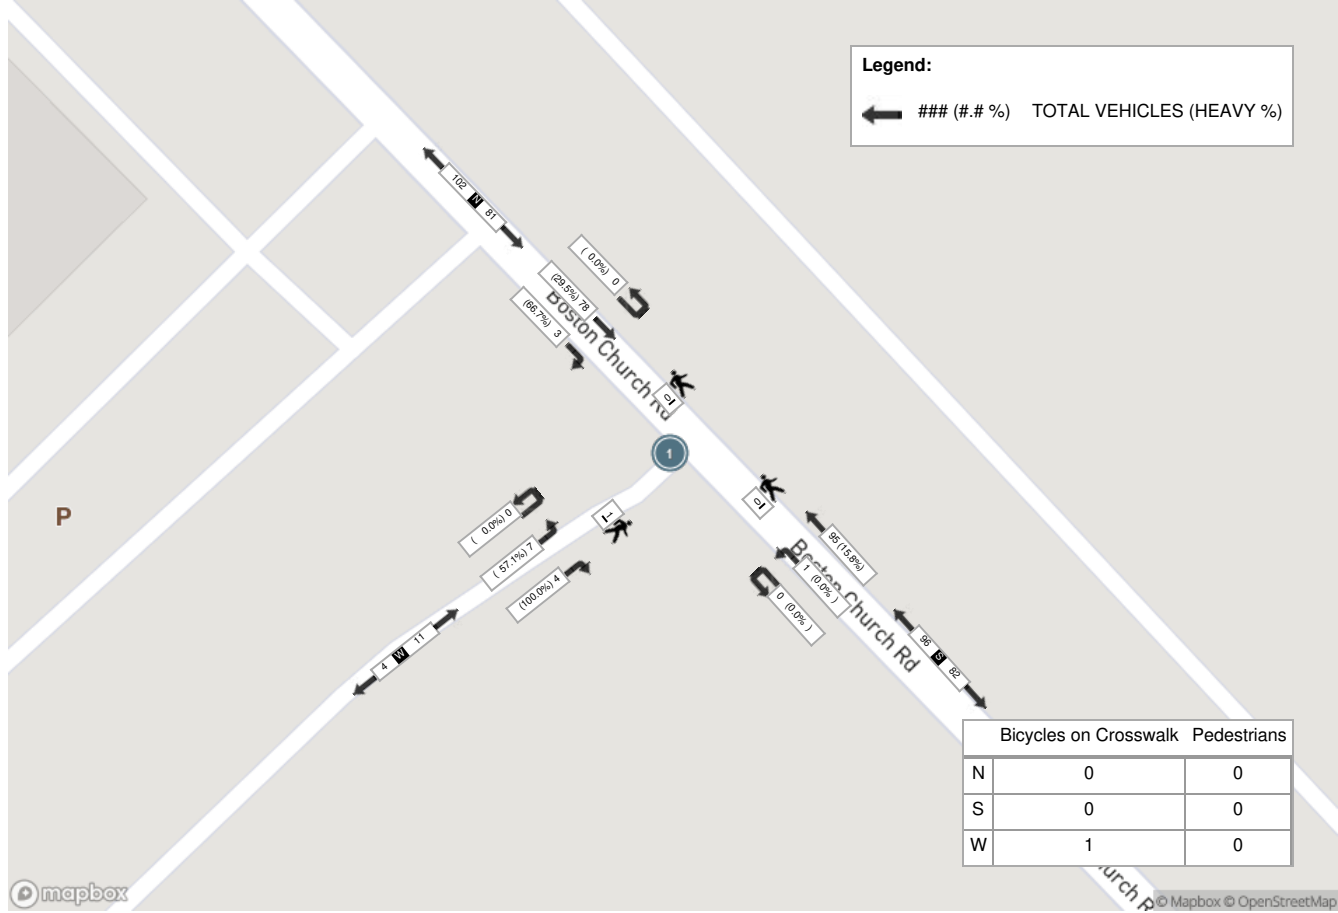 Legend:
### (#.# %) TOTAL VEHICLES (HEAVY %)
102 N 81
( 0.0%) 0
(29.5%) 78
(66.7%) 3
Boston Church Rd
0
1
0
1
( 0.0%) 0
( 57.1%) 7
(100.0%) 4
95 (15.8%)
1 (0.0% )
0 (0.0% )
Boston Church Rd
4 W 11
96 S 82
P
Bicycles on Crosswalk Pedestrians
N 0 0
S 0 0
W 1 0
urch R
mapbox
© Mapbox © OpenStreetMap